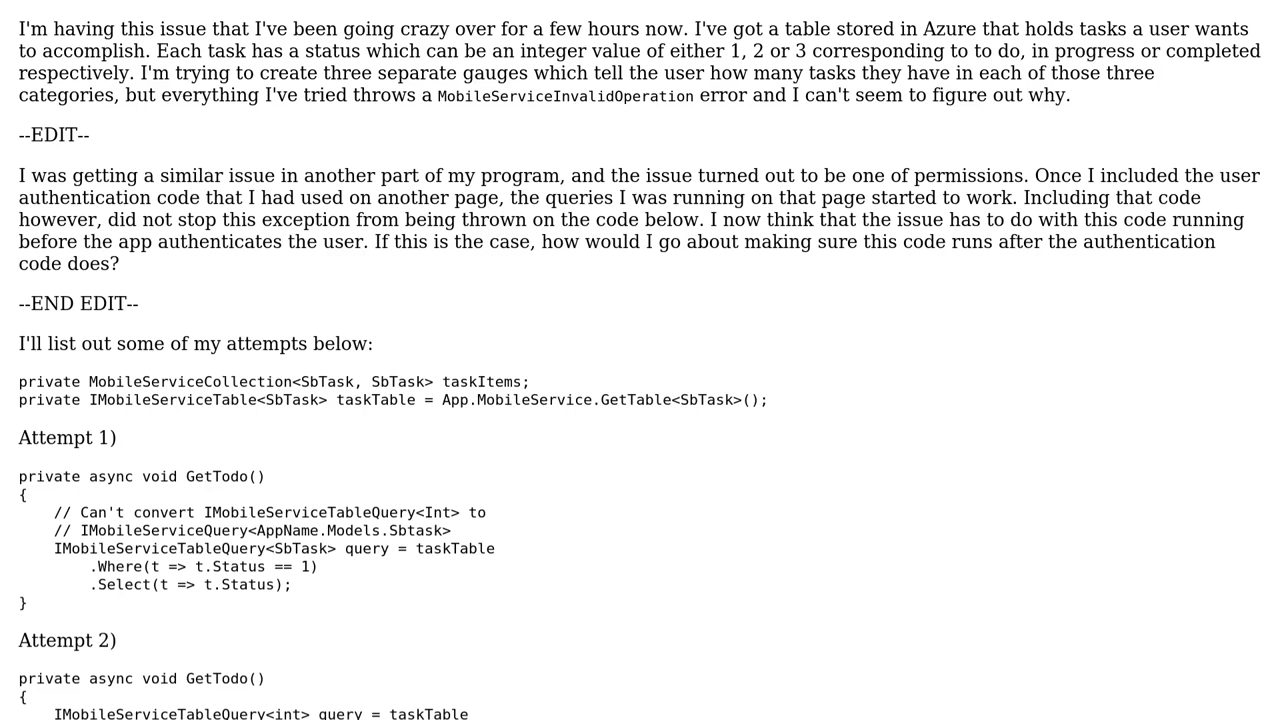 I'm having this issue that I've been going crazy over for a few hours now. I've got a table stored in Azure that holds tasks a user wants
to accomplish. Each task has a status which can be an integer value of either 1, 2 or 3 corresponding to to do, in progress or completed
respectively. I'm trying to create three separate gauges which tell the user how many tasks they have in each of those three
categories, but everything I've tried throws a MobileServiceInvalidOperation error and I can't seem to figure out why.
--EDIT--
I was getting a similar issue in another part of my program, and the issue turned out to be one of permissions. Once I included the user
authentication code that I had used on another page, the queries I was running on that page started to work. Including that code
however, did not stop this exception from being thrown on the code below. I now think that the issue has to do with this code running
before the app authenticates the user. If this is the case, how would I go about making sure this code runs after the authentication
code does?
--END EDIT--
I'll list out some of my attempts below:
private MobileServiceCollection<SbTask, SbTask> taskItems;
private IMobileServiceTable<SbTask> taskTable = App.MobileService.GetTable<SbTask>();
Attempt 1)
private async void GetTodo()
{
    // Can't convert IMobileServiceTableQuery<Int> to
    // IMobileServiceQuery<AppName.Models.Sbtask>
    IMobileServiceTableQuery<SbTask> query = taskTable
        .Where(t => t.Status == 1)
        .Select(t => t.Status);
}
Attempt 2)
private async void GetTodo()
{
    IMobileServiceTableQuery<int> query = taskTable